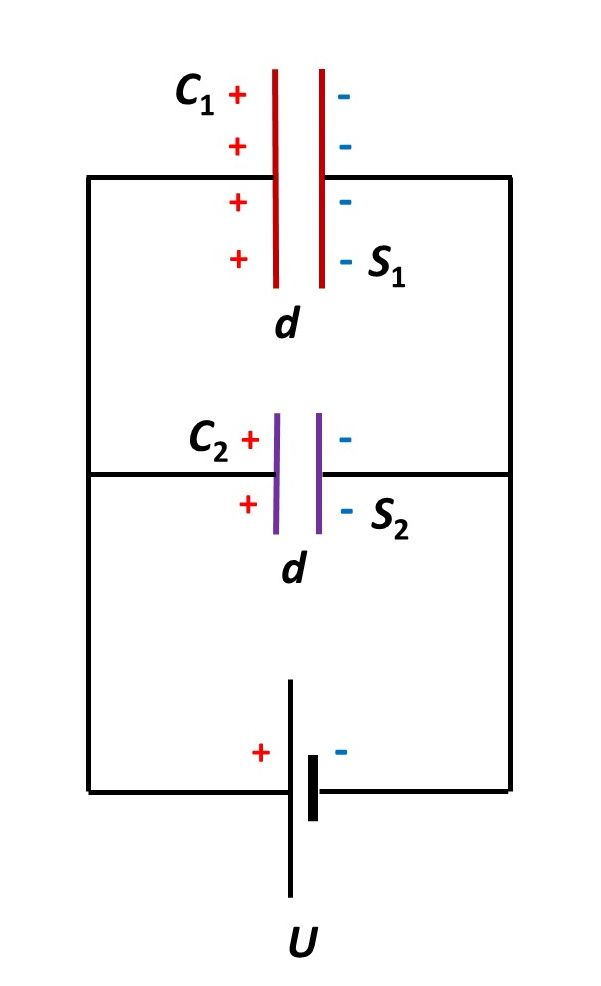 C₁ + -
+ -
+ -
+ - S₁
d
C₂ + -
+ - S₂
d
+ -
U